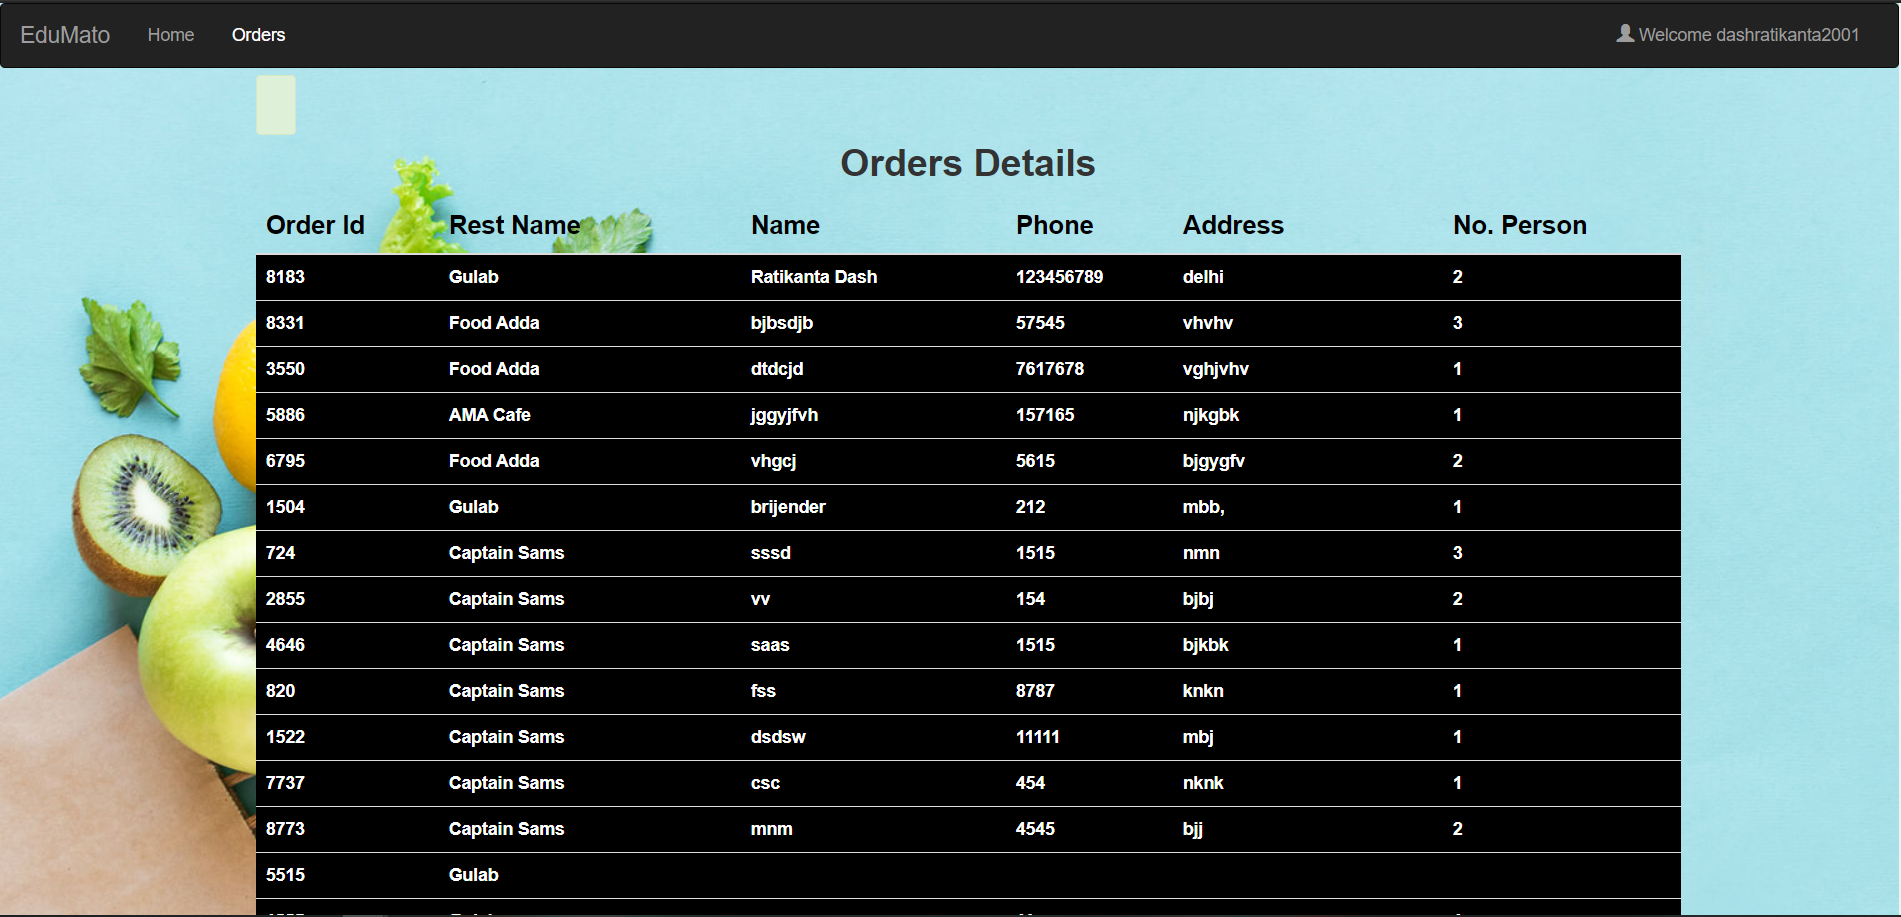 EduMato Home Orders Welcome dashratikanta2001
Orders Details
Order Id Rest Name Name Phone Address No. Person
8183 Gulab Ratikanta Dash 123456789 delhi 2
8331 Food Adda bjbsdjb 57545 vhvhv 3
3550 Food Adda dtdcjd 7617678 vghjvhv 1
5886 AMA Cafe jggyjfvh 157165 njkgbk 1
6795 Food Adda vhgcj 5615 bjgygfv 2
1504 Gulab brijender 212 mbb, 1
724 Captain Sams sssd 1515 nmn 3
2855 Captain Sams vv 154 bjbj 2
4646 Captain Sams saas 1515 bjkbk 1
820 Captain Sams fss 8787 knkn 1
1522 Captain Sams dsdsw 11111 mbj 1
7737 Captain Sams csc 454 nknk 1
8773 Captain Sams mnm 4545 bjj 2
5515 Gulab